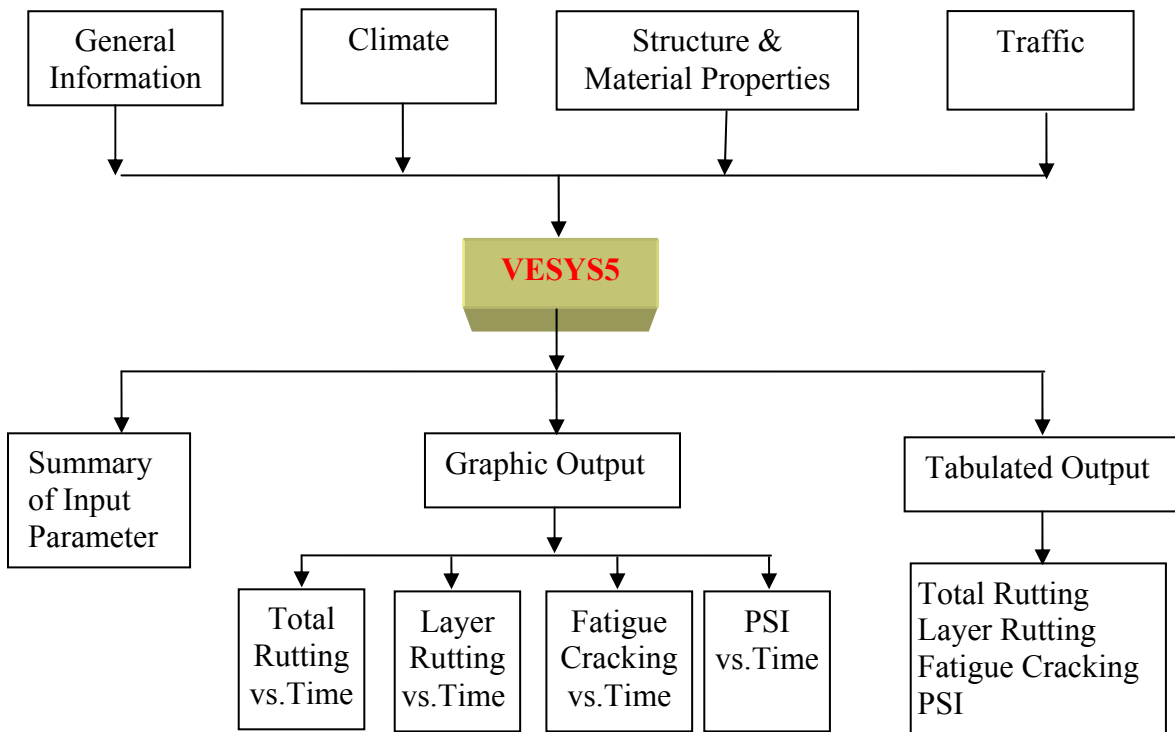 General
Information
Climate
Structure &
Material Properties
Traffic
VESYS5
Summary
of Input
Parameter
Graphic Output
Tabulated Output
Total
Rutting
vs.Time
Layer
Rutting
vs.Time
Fatigue
Cracking
vs.Time
PSI
vs.Time
Total Rutting
Layer Rutting
Fatigue Cracking
PSI